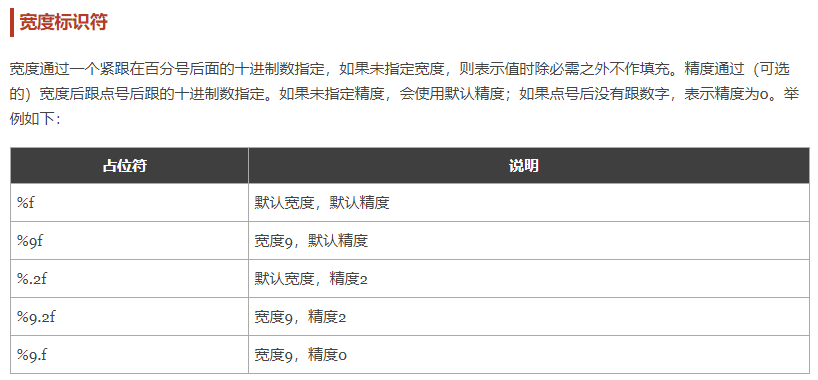 宽度标识符
宽度通过一个紧跟在百分号后面的十进制数指定，如果未指定宽度，则表示值时除必需之外不作填充。精度通过（可选
的）宽度后跟点号后跟的十进制数指定。如果未指定精度，会使用默认精度；如果点号后没有跟数字，表示精度为0。举
例如下：
占位符 说明
%f 默认宽度，默认精度
%9f 宽度9，默认精度
%.2f 默认宽度，精度2
%9.2f 宽度9，精度2
%9.f 宽度9，精度0